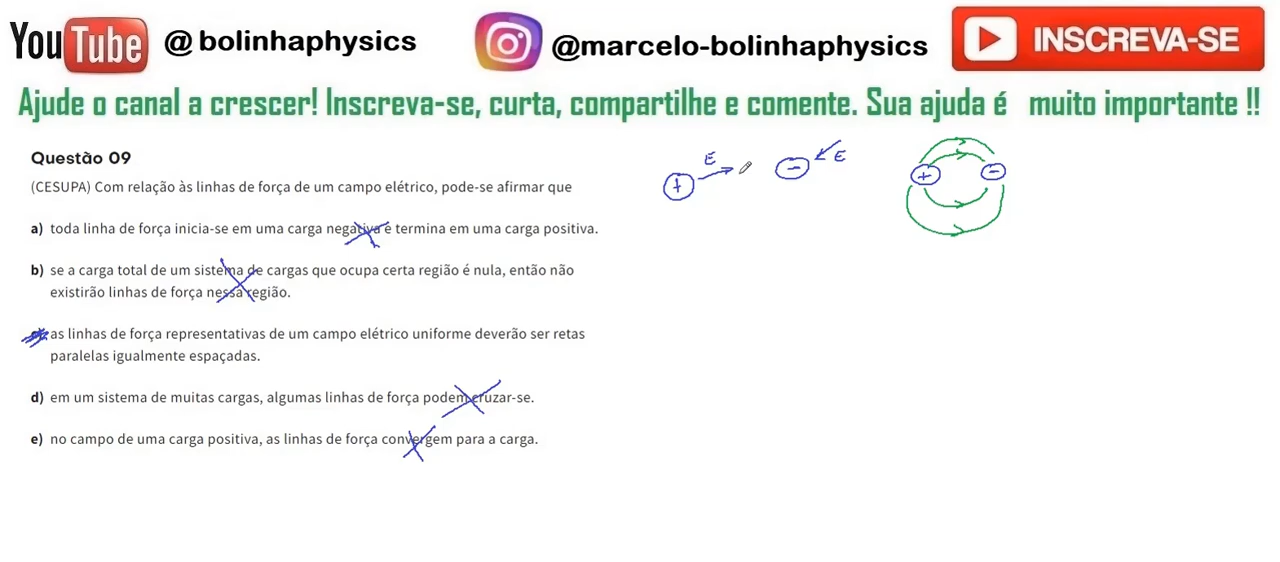 YouTube @bolinhaphysics @marcelo-bolinhaphysics INSCREVA-SE
Ajude o canal a crescer! Inscreva-se, curta, compartilhe e comente. Sua ajuda é muito importante !!
Questão 09
(CESUPA) Com relação às linhas de força de um campo elétrico, pode-se afirmar que
a) toda linha de força inicia-se em uma carga negativa e termina em uma carga positiva.
b) se a carga total de um sistema de cargas que ocupa certa região é nula, então não
existirão linhas de força nessa região.
as linhas de força representativas de um campo elétrico uniforme deverão ser retas
paralelas igualmente espaçadas.
d) em um sistema de muitas cargas, algumas linhas de força podem cruzar-se.
e) no campo de uma carga positiva, as linhas de força convergem para a carga.
+ E - E
+ -